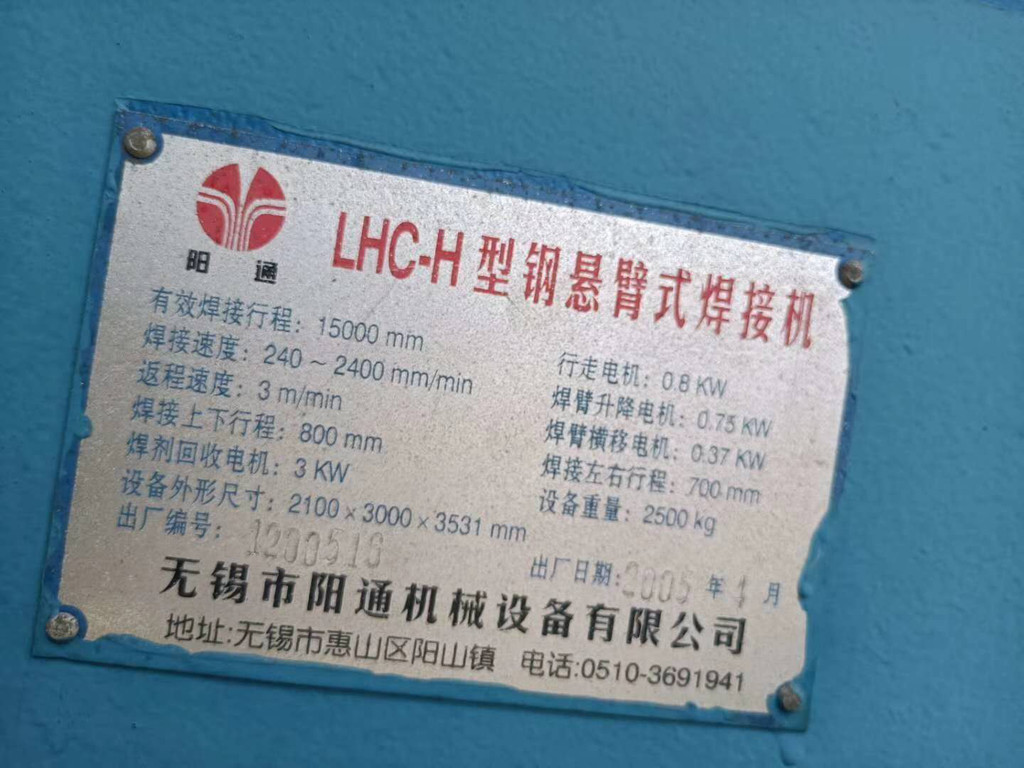 阳 通
LHC-H 型钢悬臂式焊接机
有效焊接行程：15000 mm
焊接速度：240 ~ 2400 mm/min
返程速度：3 m/min
焊接上下行程：800 mm
焊剂回收电机：3 KW
设备外形尺寸：2100 × 3000 × 3531 mm
出厂编号：1200510
行走电机：0.8 KW
焊臂升降电机：0.75 KW
焊臂横移电机：0.37 KW
焊接左右行程：700 mm
设备重量：2500 kg
出厂日期：2005 年 4 月
无锡市阳通机械设备有限公司
地址:无锡市惠山区阳山镇 电话:0510-3691941